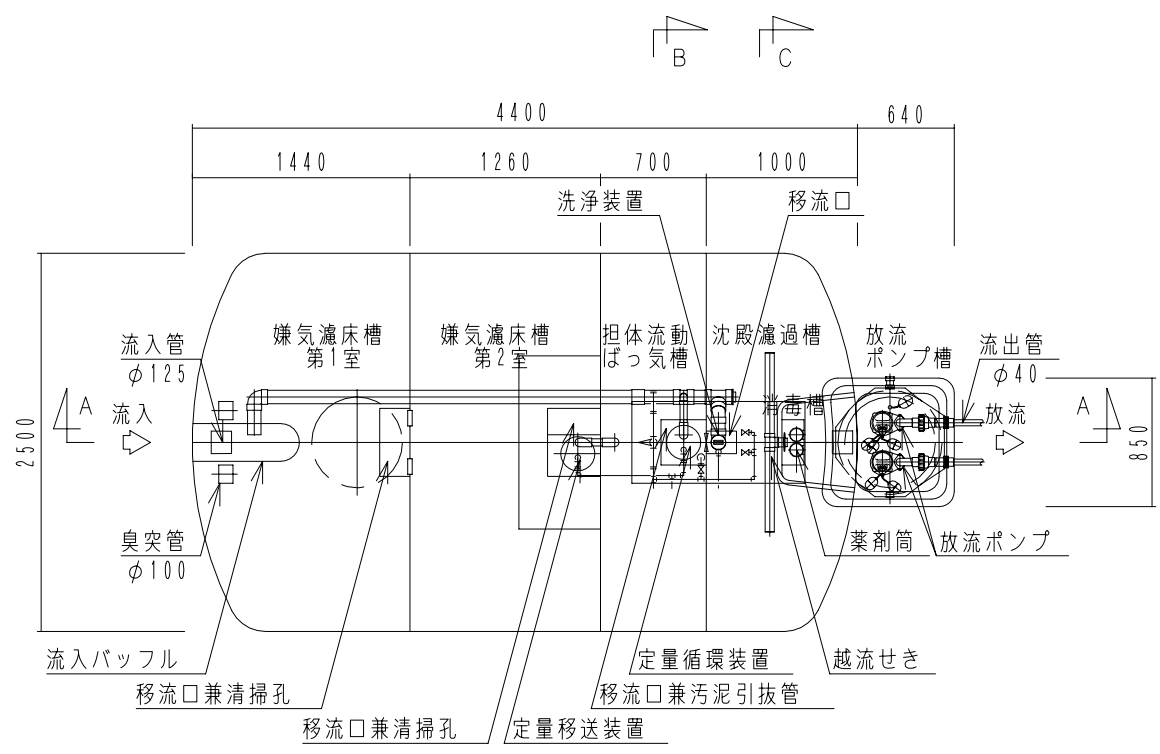 B
C
4400
640
1440
1260
700
1000
洗浄装置
移流口
流入管
φ125
嫌気濾床槽
第1室
嫌気濾床槽
第2室
担体流動
ばっ気槽
沈殿濾過槽
放流
ポンプ槽
流出管
φ40
A
流入
消毒槽
放流
A
2500
850
臭突管
φ100
薬剤筒
放流ポンプ
流入バッフル
定量循環装置
越流せき
移流口兼清掃孔
移流口兼汚泥引抜管
移流口兼清掃孔
定量移送装置